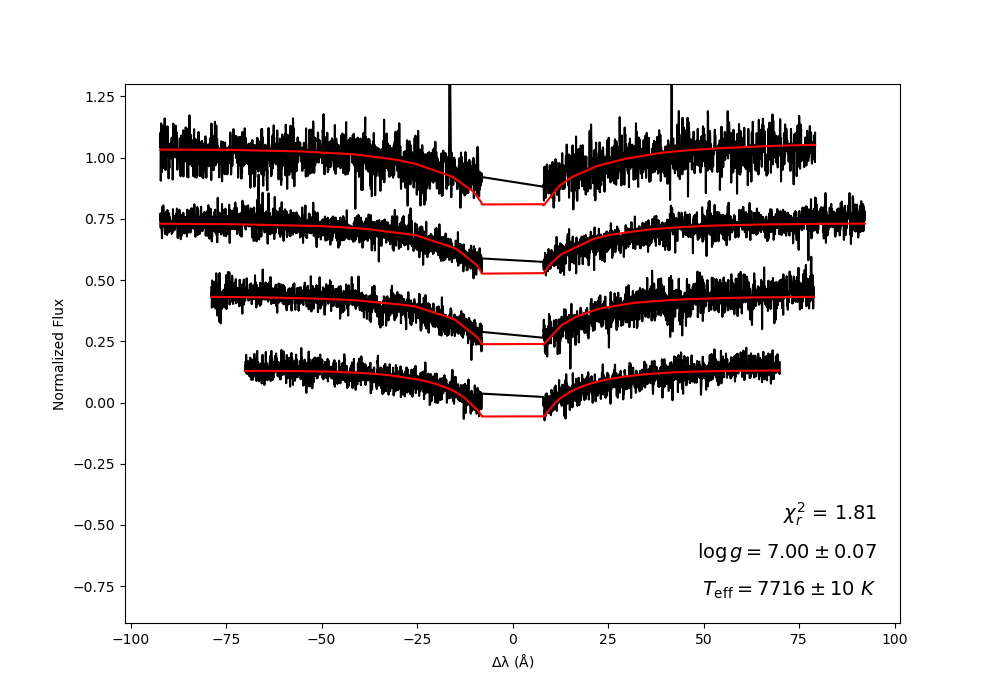 1.25
1.00
0.75
0.50
0.25
0.00
−0.25
−0.50
−0.75
Normalized Flux
χ²ᵣ = 1.81
log g = 7.00 ± 0.07
T_eff = 7716 ± 10 K
−100 −75 −50 −25 0 25 50 75 100
Δλ (Å)